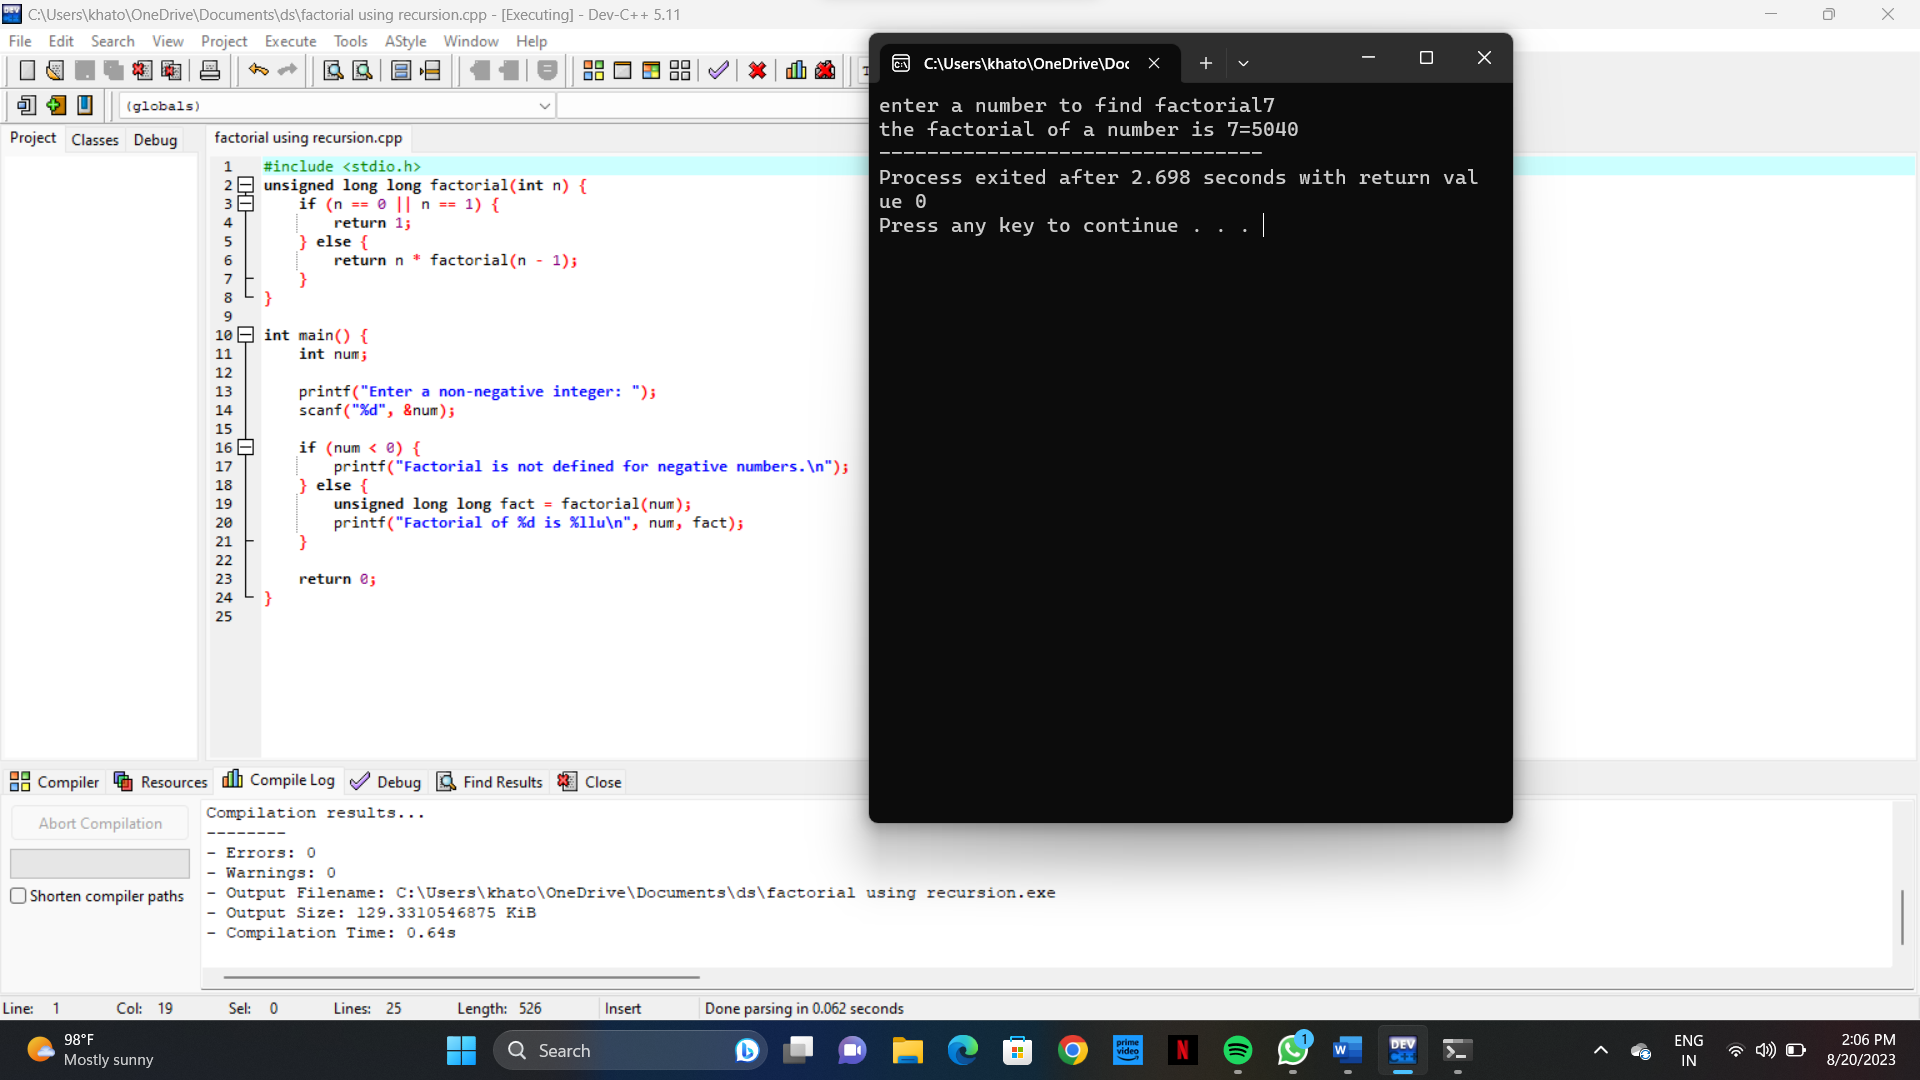 C:\Users\khato\OneDrive\Documents\ds\factorial using recursion.cpp - [Executing] - Dev-C++ 5.11
File Edit Search View Project Execute Tools AStyle Window Help
(globals)
Project Classes Debug
factorial using recursion.cpp
1 #include <stdio.h>
2 unsigned long long factorial(int n) {
3 if (n == 0 || n == 1) {
4 return 1;
5 } else {
6 return n * factorial(n - 1);
7 }
8 }
9
10 int main() {
11 int num;
12
13 printf("Enter a non-negative integer: ");
14 scanf("%d", &num);
15
16 if (num < 0) {
17 printf("Factorial is not defined for negative numbers.\n");
18 } else {
19 unsigned long long fact = factorial(num);
20 printf("Factorial of %d is %llu\n", num, fact);
21 }
22
23 return 0;
24 }
25
C:\Users\khato\OneDrive\Doc
enter a number to find factorial7
the factorial of a number is 7=5040
--------------------------------
Process exited after 2.698 seconds with return val
ue 0
Press any key to continue . . .
Compiler Resources Compile Log Debug Find Results Close
Abort Compilation
Shorten compiler paths
Compilation results...
--------
- Errors: 0
- Warnings: 0
- Output Filename: C:\Users\khato\OneDrive\Documents\ds\factorial using recursion.exe
- Output Size: 129.3310546875 KiB
- Compilation Time: 0.64s
Line: 1 Col: 19 Sel: 0 Lines: 25 Length: 526 Insert Done parsing in 0.062 seconds
98°F
Mostly sunny
Search
prime video
N
1
W
DEV C++
ENG
IN
2:06 PM
8/20/2023